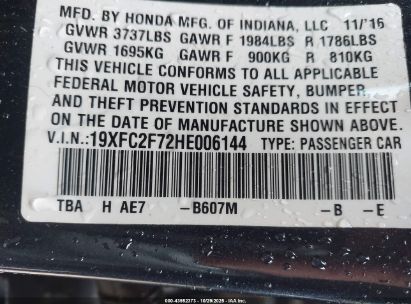 MFD. BY HONDA MFG. OF INDIANA, LLC 11/16
GVWR 3737LBS GAWR F 1984LBS R 1786LBS
GVWR 1695KG GAWR F 900KG R 810KG
THIS VEHICLE CONFORMS TO ALL APPLICABLE
FEDERAL MOTOR VEHICLE SAFETY, BUMPER,
AND THEFT PREVENTION STANDARDS IN EFFECT
ON THE DATE OF MANUFACTURE SHOWN ABOVE.
V.I.N.:19XFC2F72HE006144 TYPE: PASSENGER CAR
TBA H AE7 -B607M -B -E